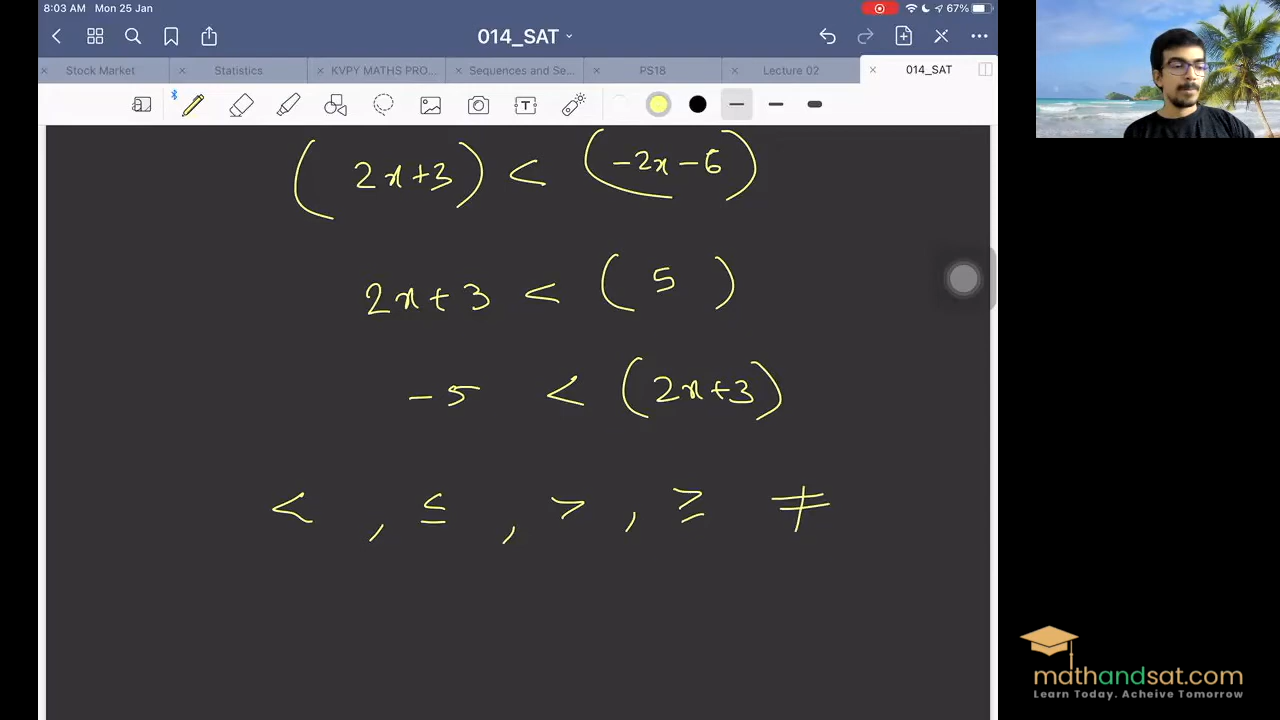 8:03 AM Mon 25 Jan 67%
014_SAT
Stock Market Statistics KVPY MATHS PRO... Sequences and Se... PS18 Lecture 02 014_SAT
T
(2x+3) < (-2x-6)
2x+3 < (5)
-5 < (2x+3)
< , ≤ , > , ≥ ≠
mathandsat.com
Learn Today. Acheive Tomorrow